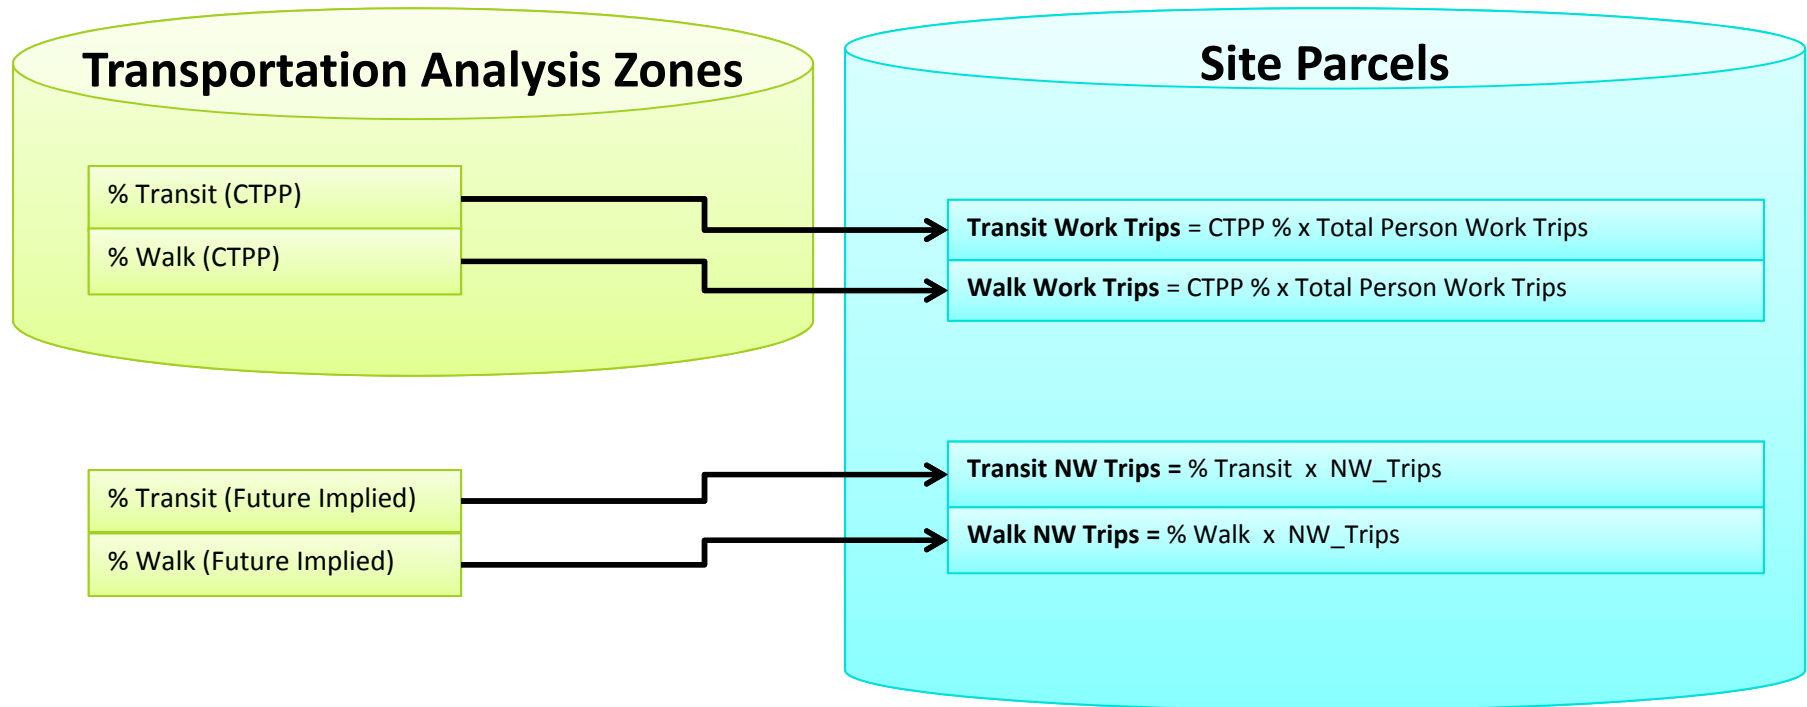 Transportation Analysis Zones
% Transit (CTPP)
% Walk (CTPP)
% Transit (Future Implied)
% Walk (Future Implied)
Site Parcels
Transit Work Trips = CTPP % x Total Person Work Trips
Walk Work Trips = CTPP % x Total Person Work Trips
Transit NW Trips = % Transit x NW_Trips
Walk NW Trips = % Walk x NW_Trips